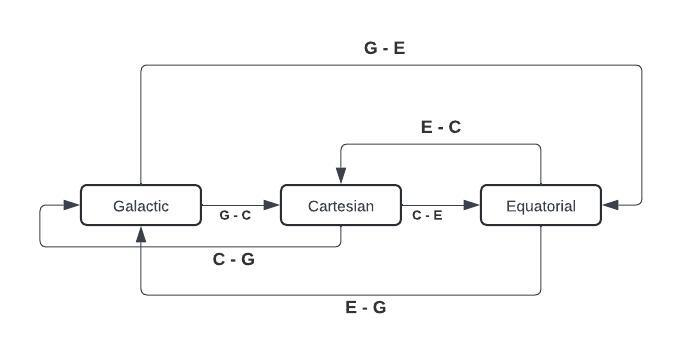 G - E
E - C
Galactic
G - C
Cartesian
C - E
Equatorial
C - G
E - G